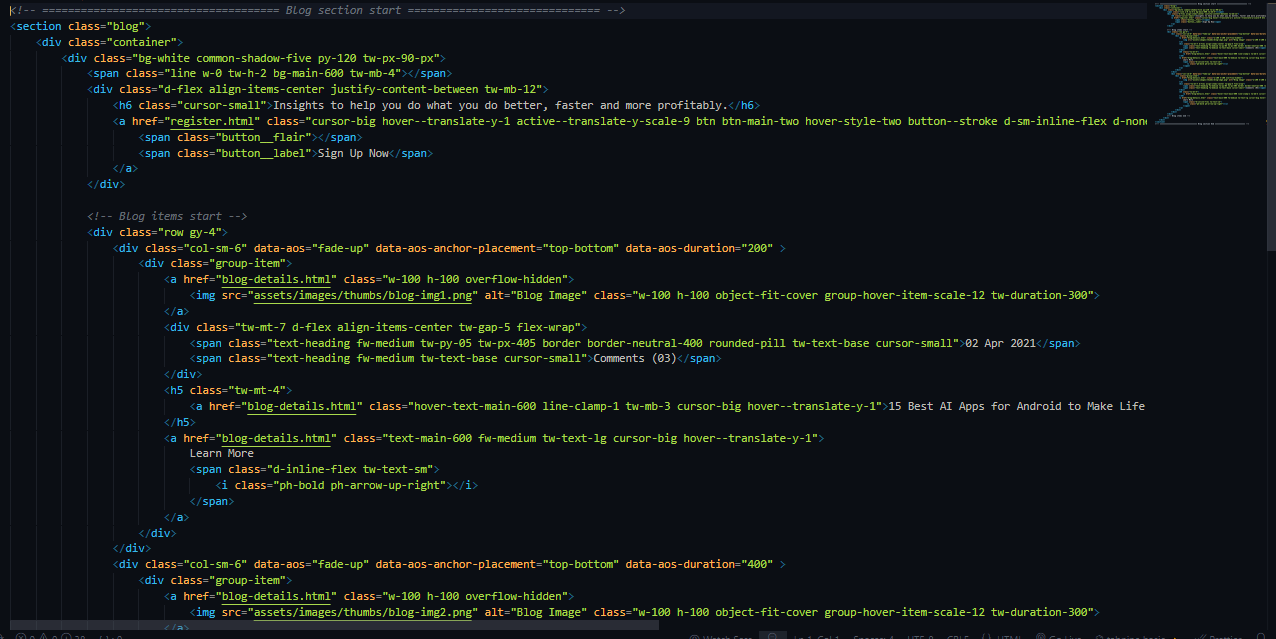 <!-- ===================================== Blog section start ============================== -->
<section class="blog">
<div class="container">
<div class="bg-white common-shadow-five py-120 tw-px-90-px">
<span class="line w-0 tw-h-2 bg-main-600 tw-mb-4"></span>
<div class="d-flex align-items-center justify-content-between tw-mb-12">
<h6 class="cursor-small">Insights to help you do what you do better, faster and more profitably.</h6>
<a href="register.html" class="cursor-big hover--translate-y-1 active--translate-y-scale-9 btn btn-main-two hover-style-two button--stroke d-sm-inline-flex d-none
<span class="button__flair"></span>
<span class="button__label">Sign Up Now</span>
</a>
</div>
<!-- Blog items start -->
<div class="row gy-4">
<div class="col-sm-6" data-aos="fade-up" data-aos-anchor-placement="top-bottom" data-aos-duration="200" >
<div class="group-item">
<a href="blog-details.html" class="w-100 h-100 overflow-hidden">
<img src="assets/images/thumbs/blog-img1.png" alt="Blog Image" class="w-100 h-100 object-fit-cover group-hover-item-scale-12 tw-duration-300">
</a>
<div class="tw-mt-7 d-flex align-items-center tw-gap-5 flex-wrap">
<span class="text-heading fw-medium tw-py-05 tw-px-405 border border-neutral-400 rounded-pill tw-text-base cursor-small">02 Apr 2021</span>
<span class="text-heading fw-medium tw-text-base cursor-small">Comments (03)</span>
</div>
<h5 class="tw-mt-4">
<a href="blog-details.html" class="hover-text-main-600 line-clamp-1 tw-mb-3 cursor-big hover--translate-y-1">15 Best AI Apps for Android to Make Life
</h5>
<a href="blog-details.html" class="text-main-600 fw-medium tw-text-lg cursor-big hover--translate-y-1">
Learn More
<span class="d-inline-flex tw-text-sm">
<i class="ph-bold ph-arrow-up-right"></i>
</span>
</a>
</div>
</div>
<div class="col-sm-6" data-aos="fade-up" data-aos-anchor-placement="top-bottom" data-aos-duration="400" >
<div class="group-item">
<a href="blog-details.html" class="w-100 h-100 overflow-hidden">
<img src="assets/images/thumbs/blog-img2.png" alt="Blog Image" class="w-100 h-100 object-fit-cover group-hover-item-scale-12 tw-duration-300">
</a>